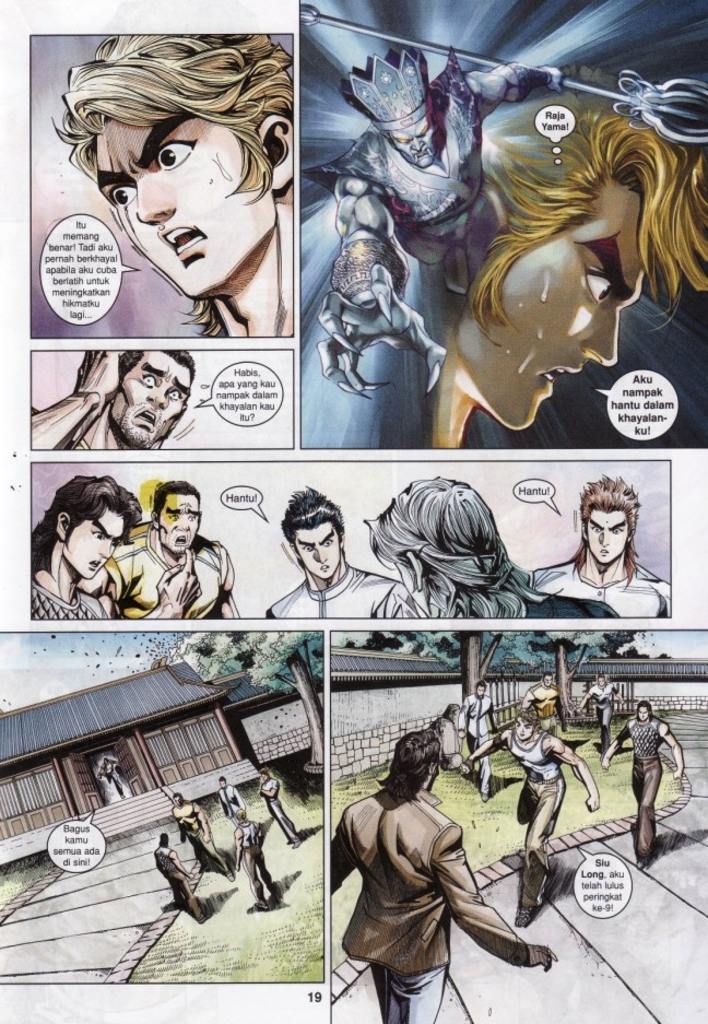 Itu
memang
benar! Tadi aku
pernah berkhayal
apabila aku cuba
berlatih untuk
meningkatkan
hikmatku
lagi...
Raja
Yama!
Aku
nampak
hantu dalam
khayalan-
ku!
Habis,
apa yang kau
nampak dalam
khayalan kau
itu?
Hantu!
Hantu!
Bagus
kamu
semua ada
di sini!
Siu
Long, aku
telah lulus
peringkat
ke-9!
19